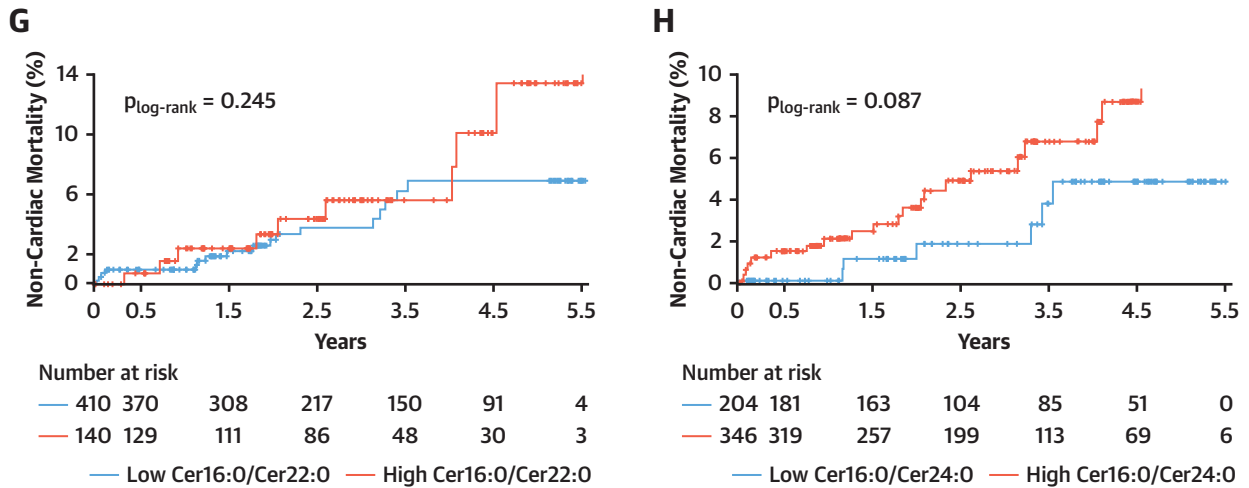 G
Non-Cardiac Mortality (%)
14
10
6
2
0
plog-rank = 0.245
0 0.5 1.5 2.5 3.5 4.5 5.5
Years
Number at risk
410 370 308 217 150 91 4
140 129 111 86 48 30 3
Low Cer16:0/Cer22:0 High Cer16:0/Cer22:0
H
Non-Cardiac Mortality (%)
10
8
6
4
2
0
plog-rank = 0.087
0 0.5 1.5 2.5 3.5 4.5 5.5
Years
Number at risk
204 181 163 104 85 51 0
346 319 257 199 113 69 6
Low Cer16:0/Cer24:0 High Cer16:0/Cer24:0